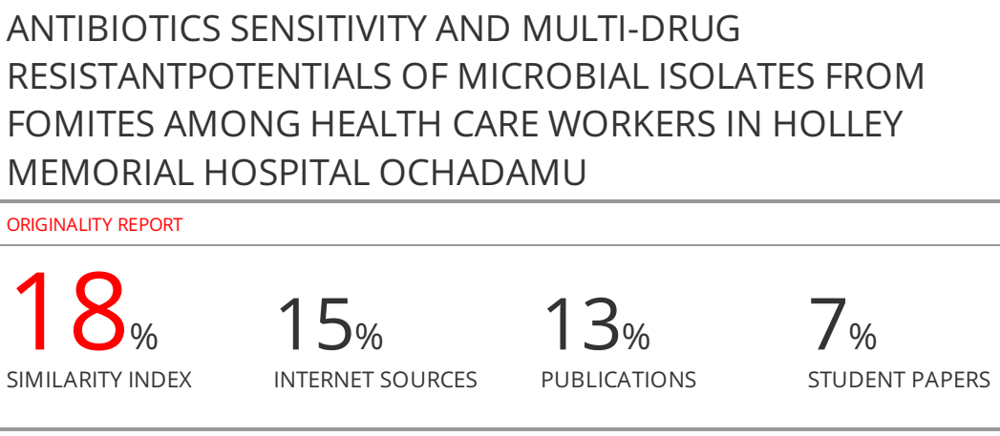 ANTIBIOTICS SENSITIVITY AND MULTI-DRUG
RESISTANTPOTENTIALS OF MICROBIAL ISOLATES FROM
FOMITES AMONG HEALTH CARE WORKERS IN HOLLEY
MEMORIAL HOSPITAL OCHADAMU
ORIGINALITY REPORT
18% 15% 13% 7%
SIMILARITY INDEX INTERNET SOURCES PUBLICATIONS STUDENT PAPERS